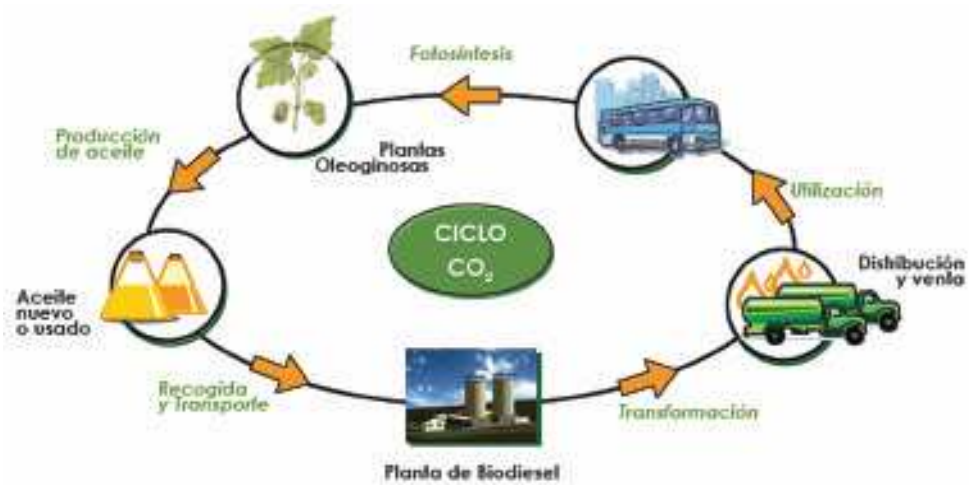 Fotosíntesis
Producción
de aceite
Plantas
Oleoginosas
Utilización
CICLO
CO₂
Distribución
y venta
Aceite
nuevo
o usado
Recogida
y Transporte
Transformación
Planta de Biodiesel